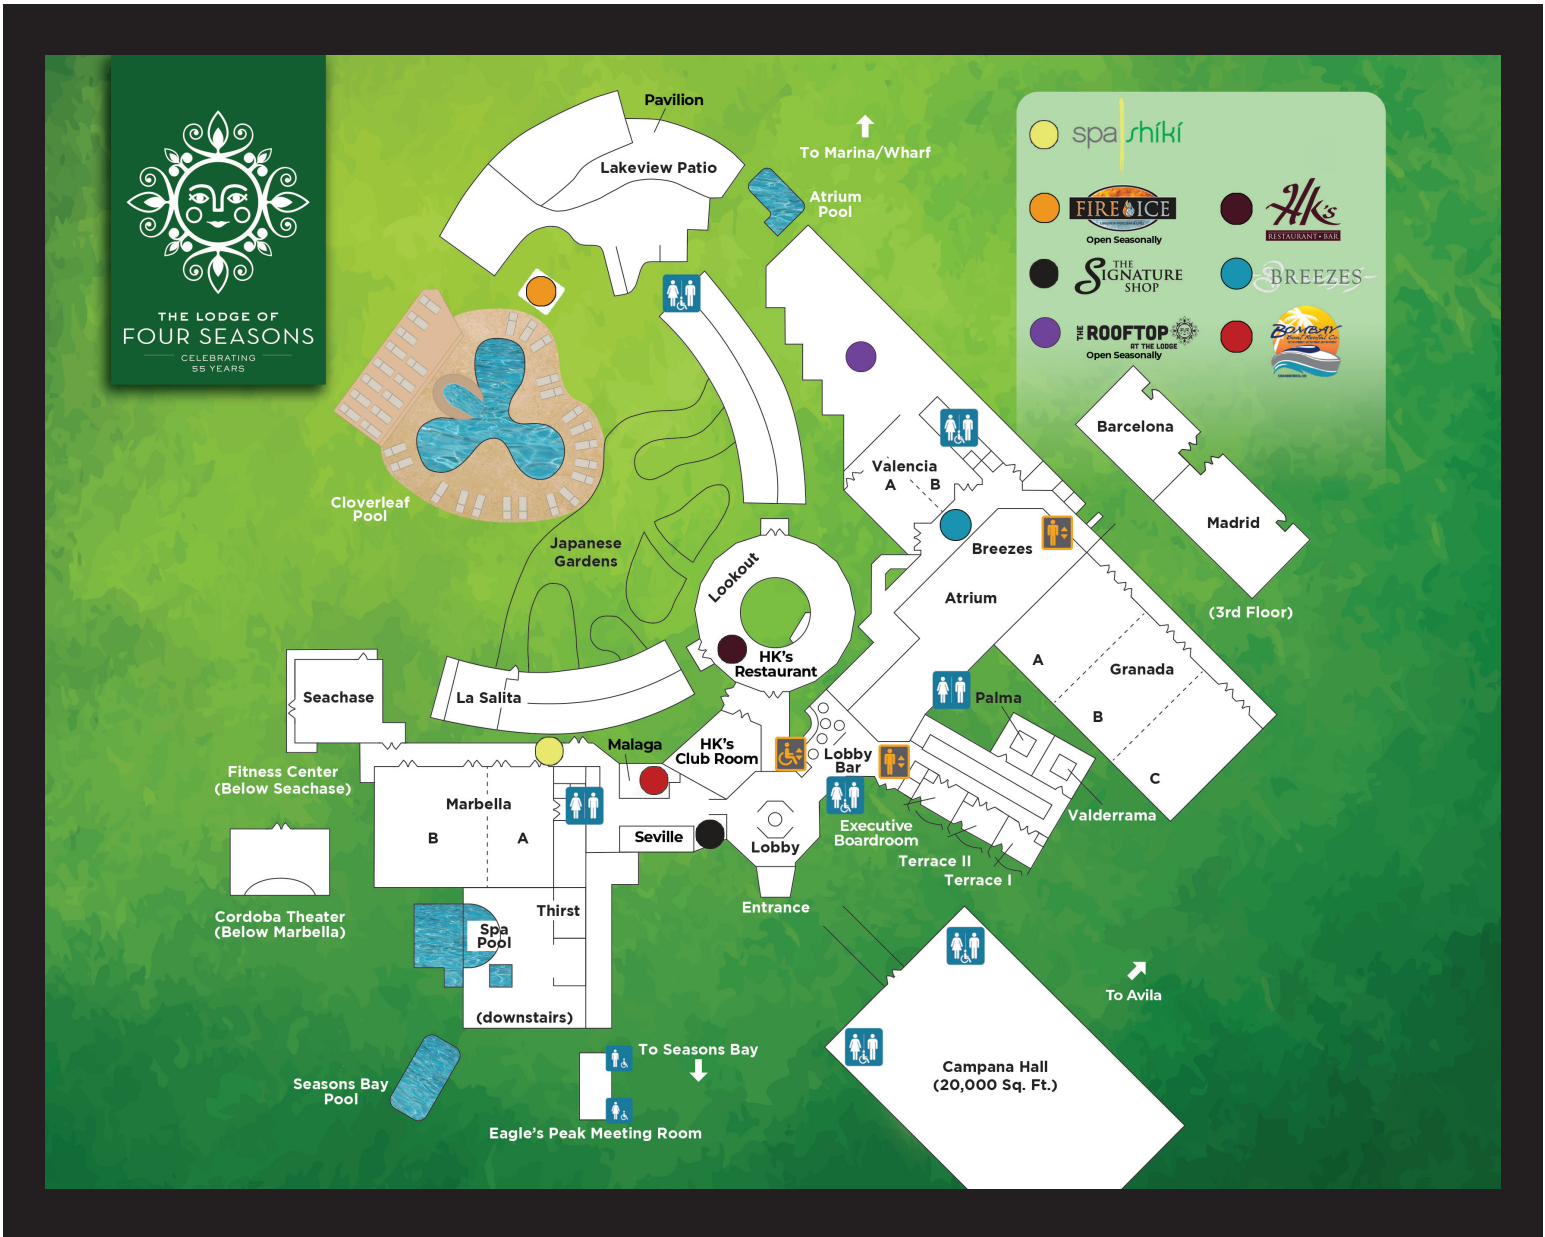 THE LODGE OF
FOUR SEASONS
CELEBRATING
55 YEARS
Pavilion
Lakeview Patio
To Marina/Wharf
Atrium
Pool
spa shíkí
FIRE ICE
Open Seasonally
HK's
RESTAURANT • BAR
THE
SIGNATURE
SHOP
BREEZES
THE ROOFTOP
AT THE LODGE
Open Seasonally
BOMBAY
Boat Rental Co.
Barcelona
Madrid
(3rd Floor)
Valencia
A B
Cloverleaf
Pool
Japanese
Gardens
Lookout
Breezes
Atrium
HK's
Restaurant
A
Granada
B
C
Palma
Valderrama
Seachase
La Salita
Fitness Center
(Below Seachase)
Malaga
HK's
Club Room
Lobby
Bar
Marbella
B A
Seville
Lobby
Executive
Boardroom
Terrace II
Terrace I
Entrance
Cordoba Theater
(Below Marbella)
Thirst
Spa
Pool
(downstairs)
To Avila
Seasons Bay
Pool
To Seasons Bay
Eagle's Peak Meeting Room
Campana Hall
(20,000 Sq. Ft.)